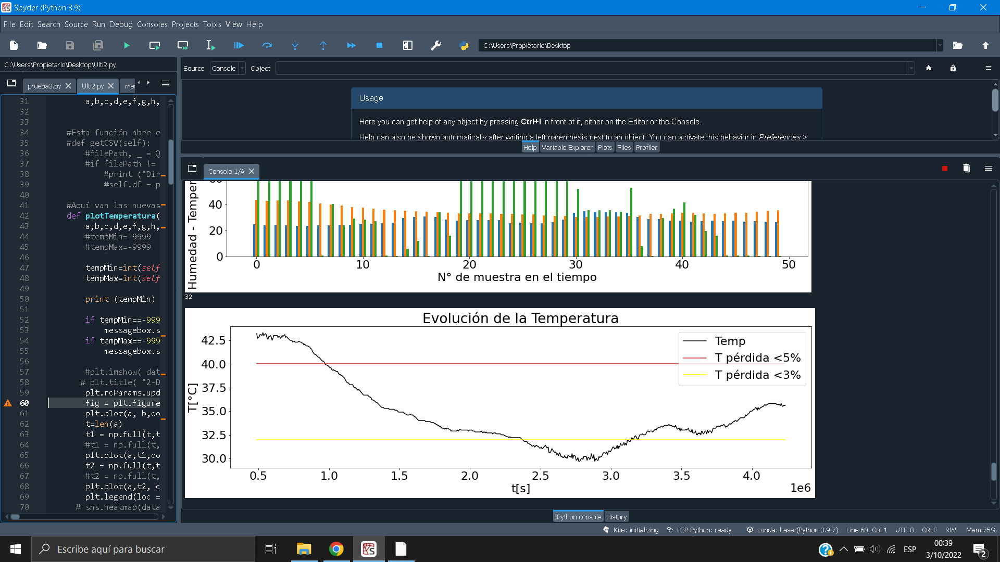 Spyder (Python 3.9)
File Edit Search Source Run Debug Consoles Projects Tools View Help
C:\Users\Propietario\Desktop
C:\Users\Propietario\Desktop\Ulti2.py
Source Console Object
prueba3.py Ulti2.py
Usage
Here you can get help of any object by pressing Ctrl+I in front of it, either on the Editor or the Console.
Help can also be shown automatically after writing a left parenthesis next to an object. You can activate this behavior in Preferences >
Help Variable Explorer Plots Files Profiler
31 a,b,c,d,e,f,g,h,
32
33
34 #Esta función abre e
35 #def getCSV(self):
36 #filePath, _ = Q
37 #if filePath !=
38 #print ("Dir
39 #self.df = p
40
41 #Aquí van las nuevas
42 def plotTemperatura(
43 a,b,c,d,e,f,g,h,
44 #tempMin=-9999
45 #tempMax=-9999
46
47 tempMin=int(self
48 tempMax=int(self
49
50 print (tempMin)
51
52 if tempMin==-999
53 messagebox.s
54 if tempMax==-999
55 messagebox.s
56
57 #plt.imshow( dat
58 # plt.title( "2-D
59 plt.rcParams.upd
60 fig = plt.figure
61 plt.plot(a, b,co
62 t=len(a)
63 t1 = np.full(t,t
64 #t1 = np.full(t,
65 plt.plot(a,t1,co
66 t2 = np.full(t,t
67 #t2 = np.full(t,
68 plt.plot(a,t2, c
69 plt.legend(loc =
70 # sns.heatmap(data
Console 1/A
Humedad - Temper
40
20
0
0 10 20 30 40 50
N° de muestra en el tiempo
32
Evolución de la Temperatura
T[°C]
42.5
40.0
37.5
35.0
32.5
30.0
Temp
T pérdida <5%
T pérdida <3%
0.5 1.0 1.5 2.0 2.5 3.0 3.5 4.0
t[s]
1e6
IPython console History
Kite: initializing LSP Python: ready conda: base (Python 3.9.7) Line 60, Col 1 UTF-8 CRLF RW Mem 75%
Escribe aquí para buscar
ESP
00:39
3/10/2022
2